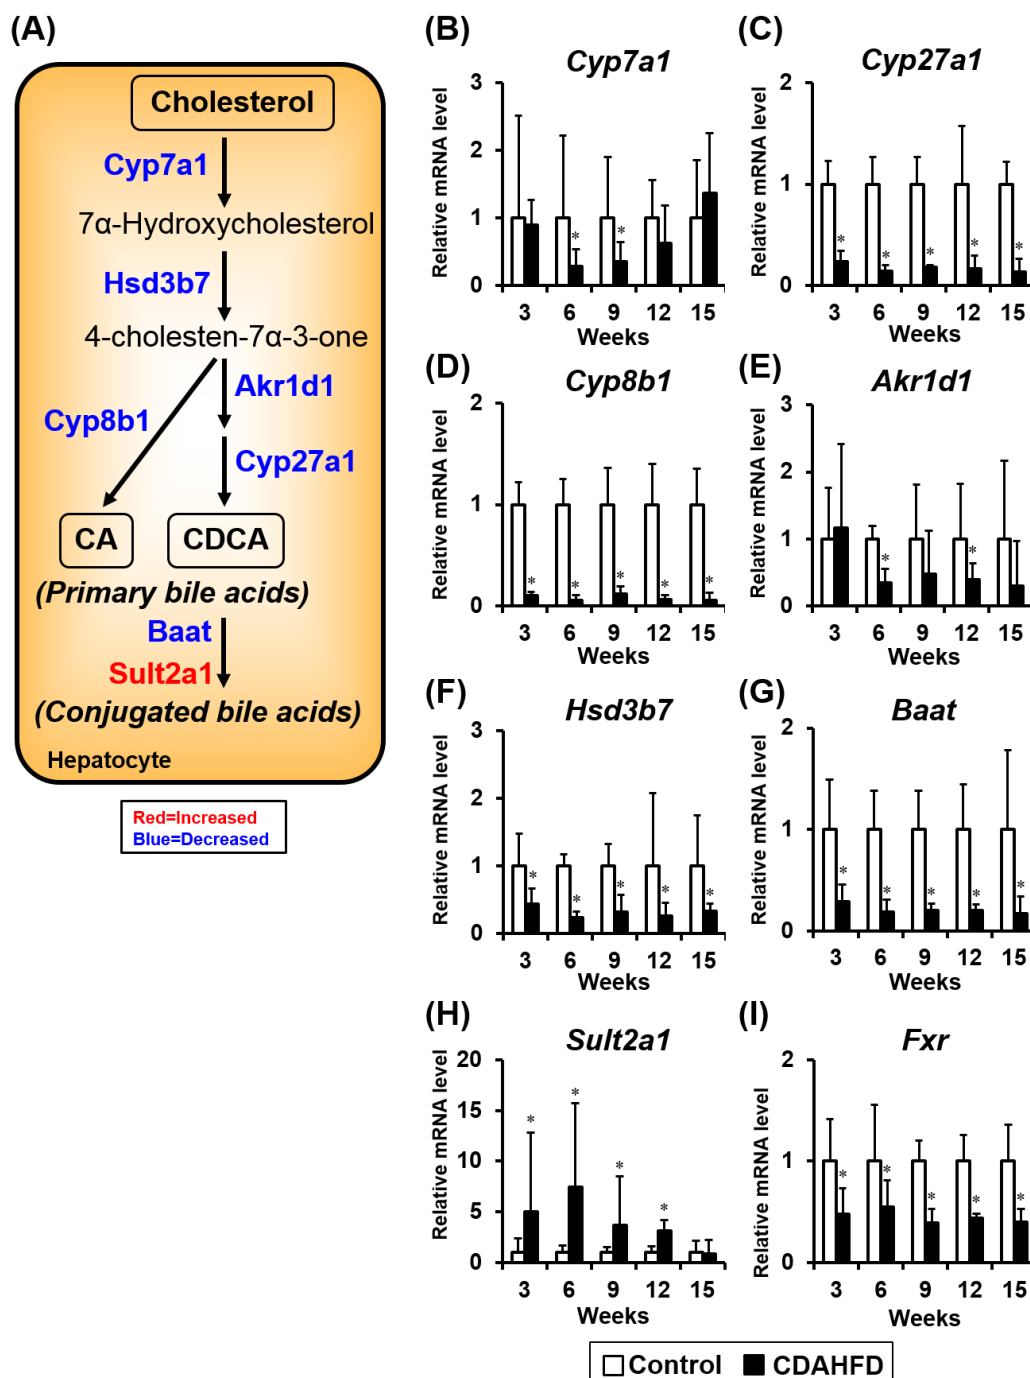 (A)
Cholesterol
Cyp7a1
7α-Hydroxycholesterol
Hsd3b7
4-cholesten-7α-3-one
Akr1d1
Cyp8b1
Cyp27a1
CA
CDCA
(Primary bile acids)
Baat
Sult2a1
(Conjugated bile acids)
Hepatocyte
Red=Increased
Blue=Decreased
(B)
Cyp7a1
Relative mRNA level
3
2
1
0
* *
3 6 9 12 15
Weeks
(C)
Cyp27a1
Relative mRNA level
2
1
0
* * * * *
3 6 9 12 15
Weeks
(D)
Cyp8b1
Relative mRNA level
2
1
0
* * * * *
3 6 9 12 15
Weeks
(E)
Akr1d1
Relative mRNA level
3
2
1
0
* *
3 6 9 12 15
Weeks
(F)
Hsd3b7
Relative mRNA level
3
2
1
0
* * * * *
3 6 9 12 15
Weeks
(G)
Baat
Relative mRNA level
2
1
0
* * * * *
3 6 9 12 15
Weeks
(H)
Sult2a1
Relative mRNA level
20
15
10
5
0
* * * *
3 6 9 12 15
Weeks
(I)
Fxr
Relative mRNA level
2
1
0
* * * * *
3 6 9 12 15
Weeks
Control CDAHFD